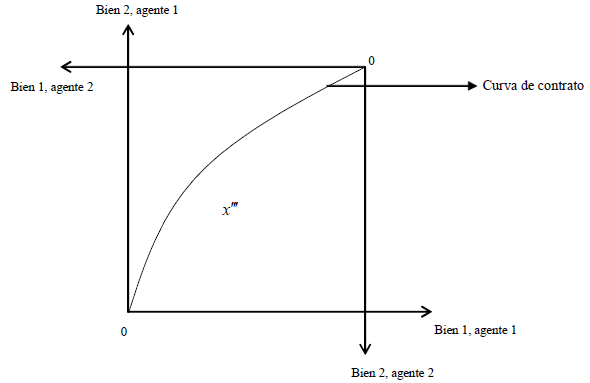 Bien 2, agente 1
0
Bien 1, agente 2
Curva de contrato
x'''
0
Bien 1, agente 1
Bien 2, agente 2